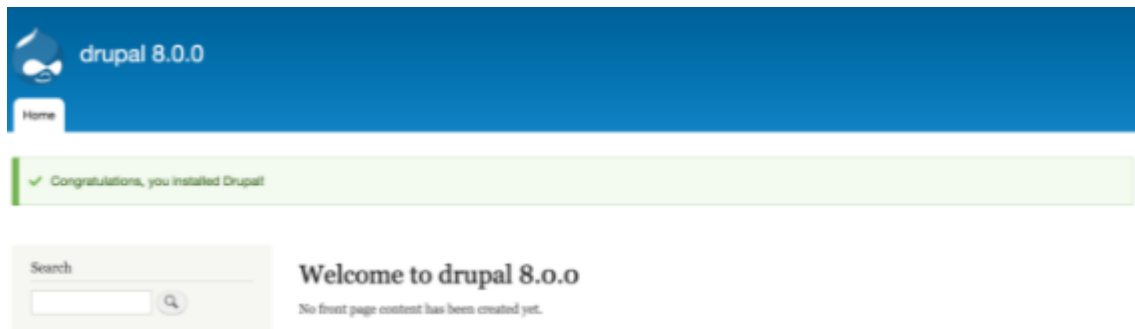 drupal 8.0.0
Home
Congratulations, you installed Drupal!
Search
Welcome to drupal 8.0.0
No front page content has been created yet.